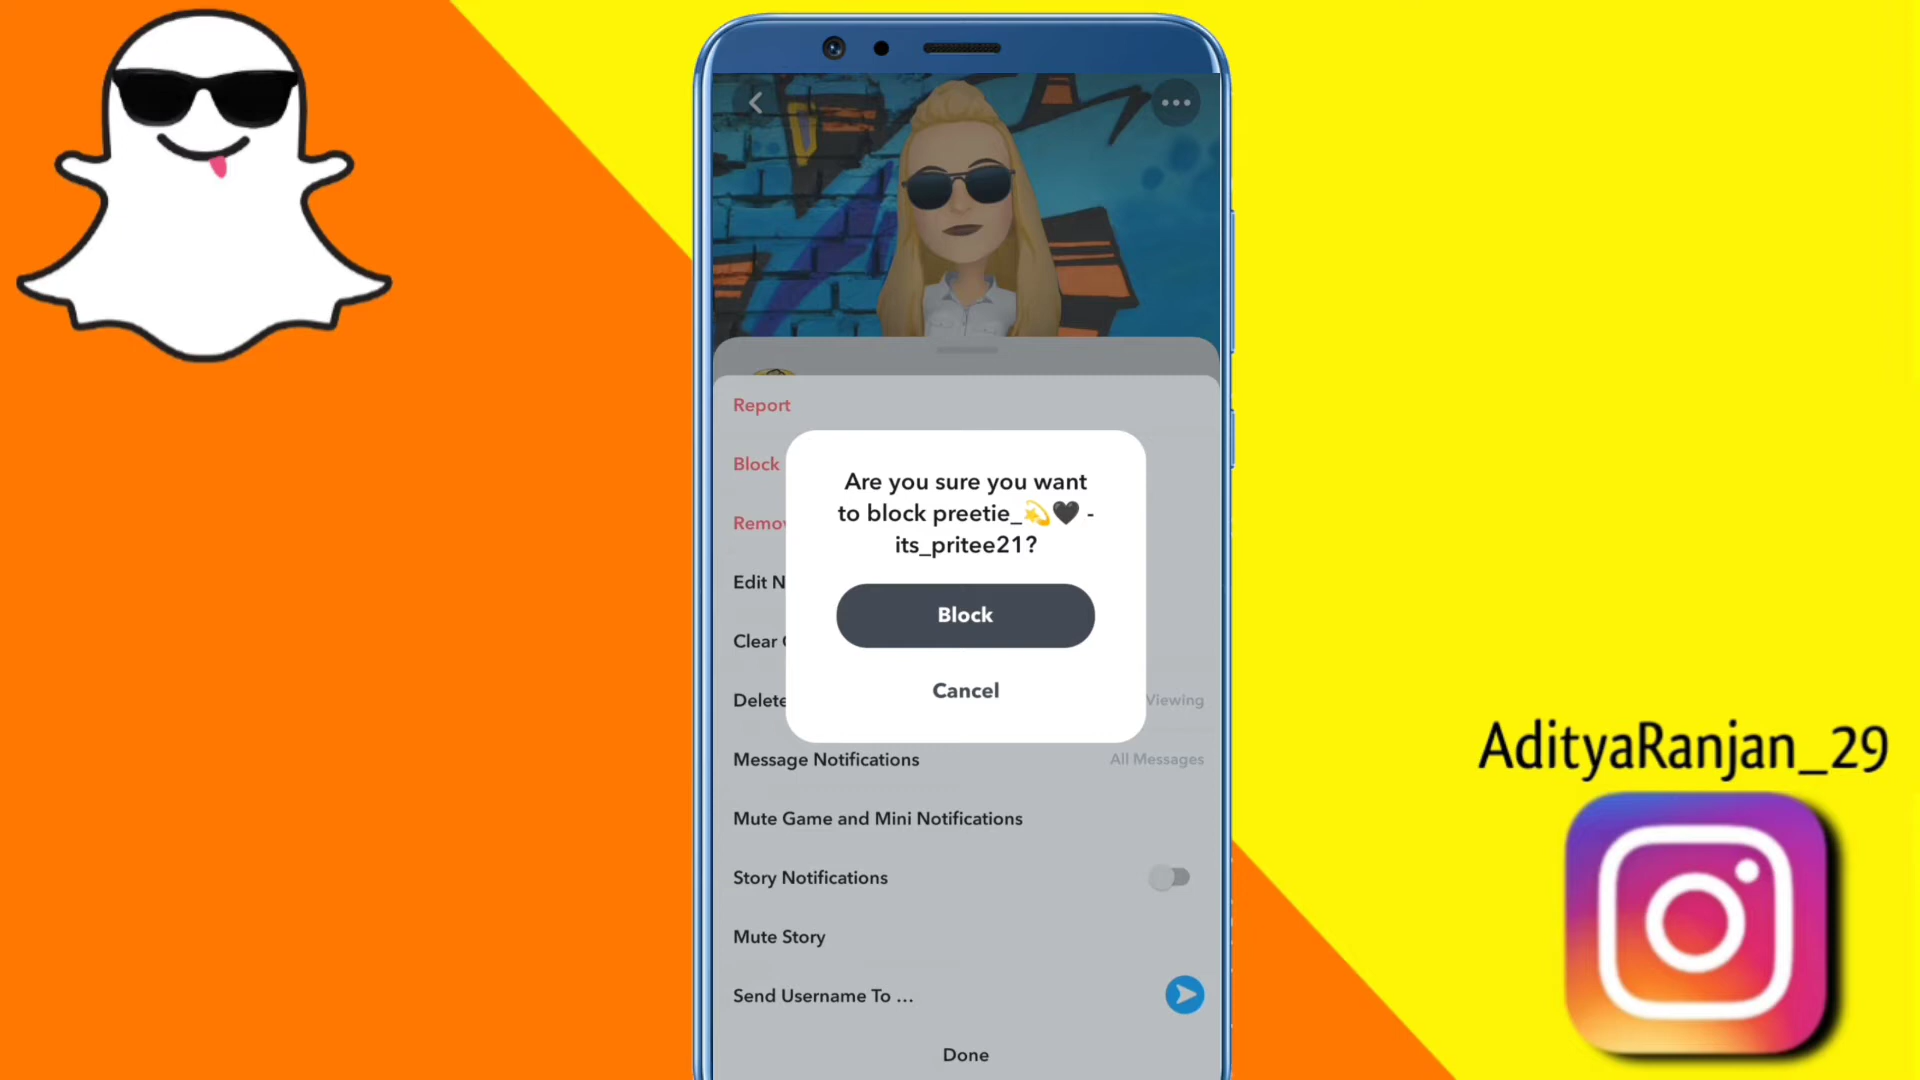 Report
Block
Remov
Edit N
Clear
Delete
Viewing
Are you sure you want
to block preetie_💫🖤 -
its_pritee21?
Block
Cancel
Message Notifications
All Messages
Mute Game and Mini Notifications
Story Notifications
Mute Story
Send Username To ...
Done
AdityaRanjan_29